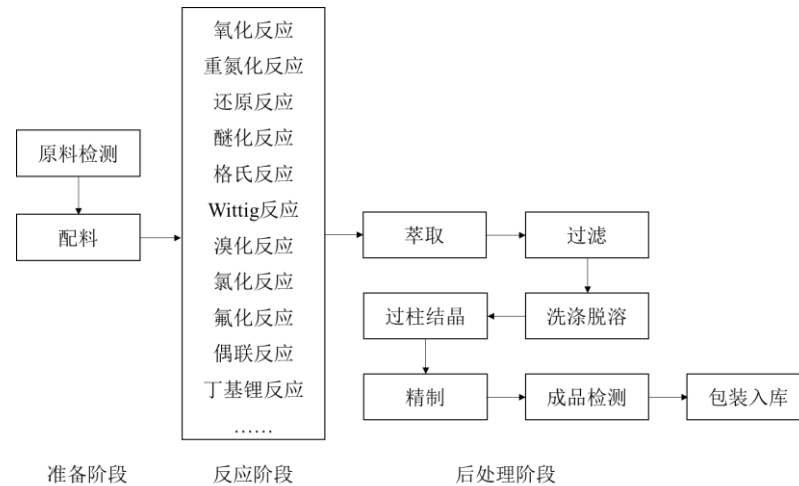 原料检测
配料
氧化反应
重氮化反应
还原反应
醚化反应
格氏反应
Wittig反应
溴化反应
氯化反应
氟化反应
偶联反应
丁基锂反应
……
萃取
过滤
洗涤脱溶
过柱结晶
精制
成品检测
包装入库
准备阶段
反应阶段
后处理阶段